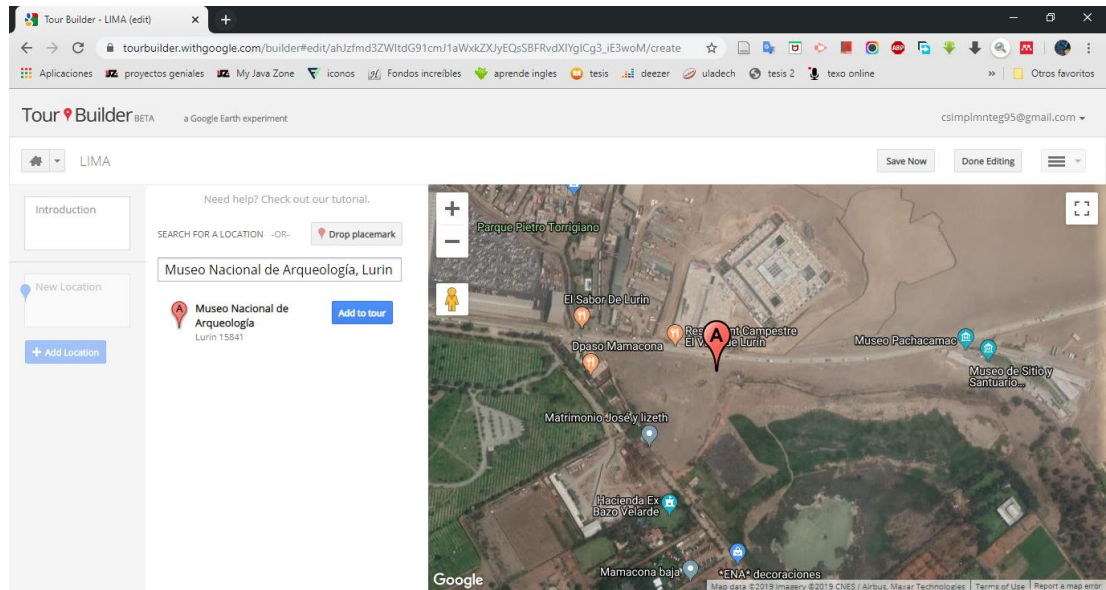 Tour Builder - LIMA (edit)
tourbuilder.withgoogle.com/builder#edit/ahJzfmd3ZWItdG91cmJ1aWxkZXJyEQsSBFRvdXIYgICg3_iE3woM/create
ABP
Aplicaciones
proyectos geniales
My Java Zone
iconos
Fondos increíbles
aprende ingles
tesis
deezer
uladech
tesis 2
texo online
»
Otros favoritos
Tour Builder BETA
a Google Earth experiment
csimplmnteg95@gmail.com
LIMA
Save Now
Done Editing
Introduction
New Location
+ Add Location
Need help? Check out our tutorial.
SEARCH FOR A LOCATION -OR- Drop placemark
Museo Nacional de Arqueología, Lurin
A
Museo Nacional de
Arqueología
Lurin 15841
Add to tour
Parque Pietro Torrigiano
El Sabor De Lurin
Dpaso Mamacona
A
Museo Pachacamac
Museo de Sitio y
Santuario...
Matrimonio José y lizeth
Hacienda Ex
Bazo Velarde
Mamacona baja
*ENA* decoraciones
Google
Map data ©2019 Imagery ©2019 CNES / Airbus, Maxar Technologies
Terms of Use
Report a map error